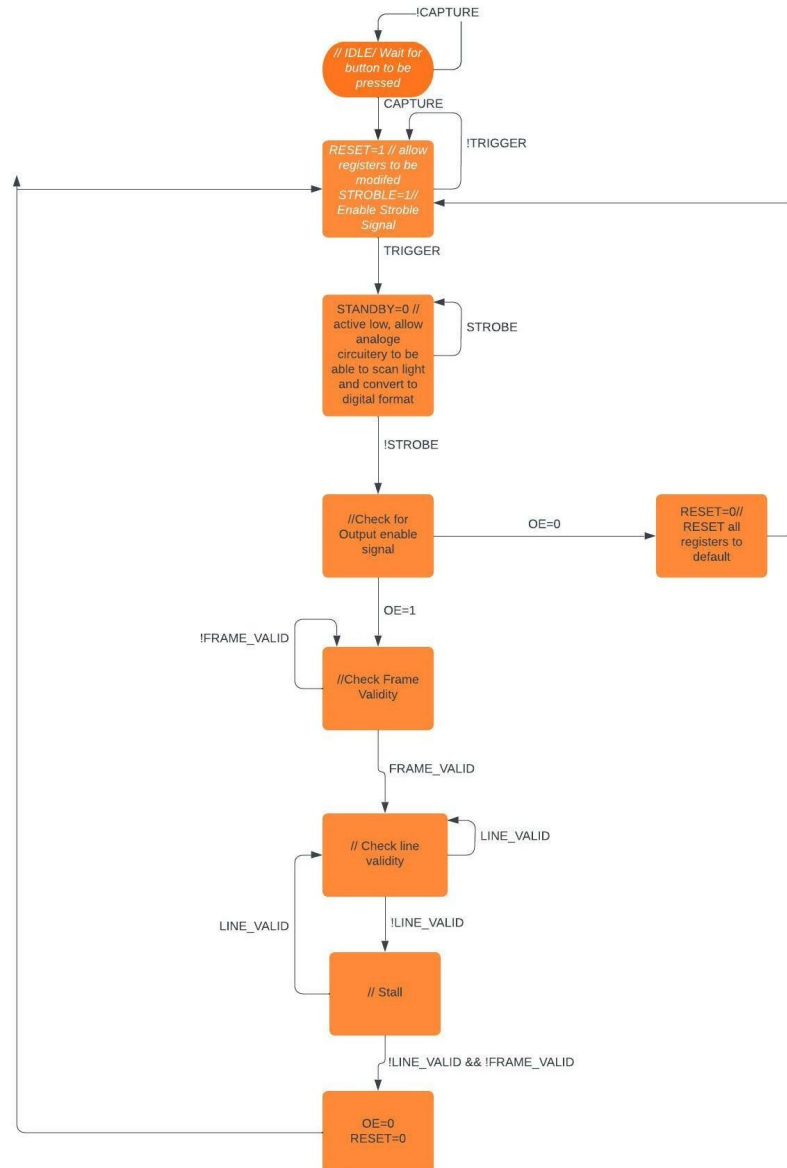 !CAPTURE
// IDLE/ Wait for
button to be
pressed
CAPTURE
RESET=1 // allow
registers to be
modifed
STROBLE=1//
Enable Stroble
Signal
!TRIGGER
TRIGGER
STANDBY=0 //
active low, allow
analoge
circuitery to be
able to scan light
and convert to
digital format
STROBE
!STROBE
//Check for
Output enable
signal
OE=0
RESET=0//
RESET all
registers to
default
OE=1
!FRAME_VALID
//Check Frame
Validity
FRAME_VALID
// Check line
validity
LINE_VALID
LINE_VALID
!LINE_VALID
// Stall
!LINE_VALID && !FRAME_VALID
OE=0
RESET=0